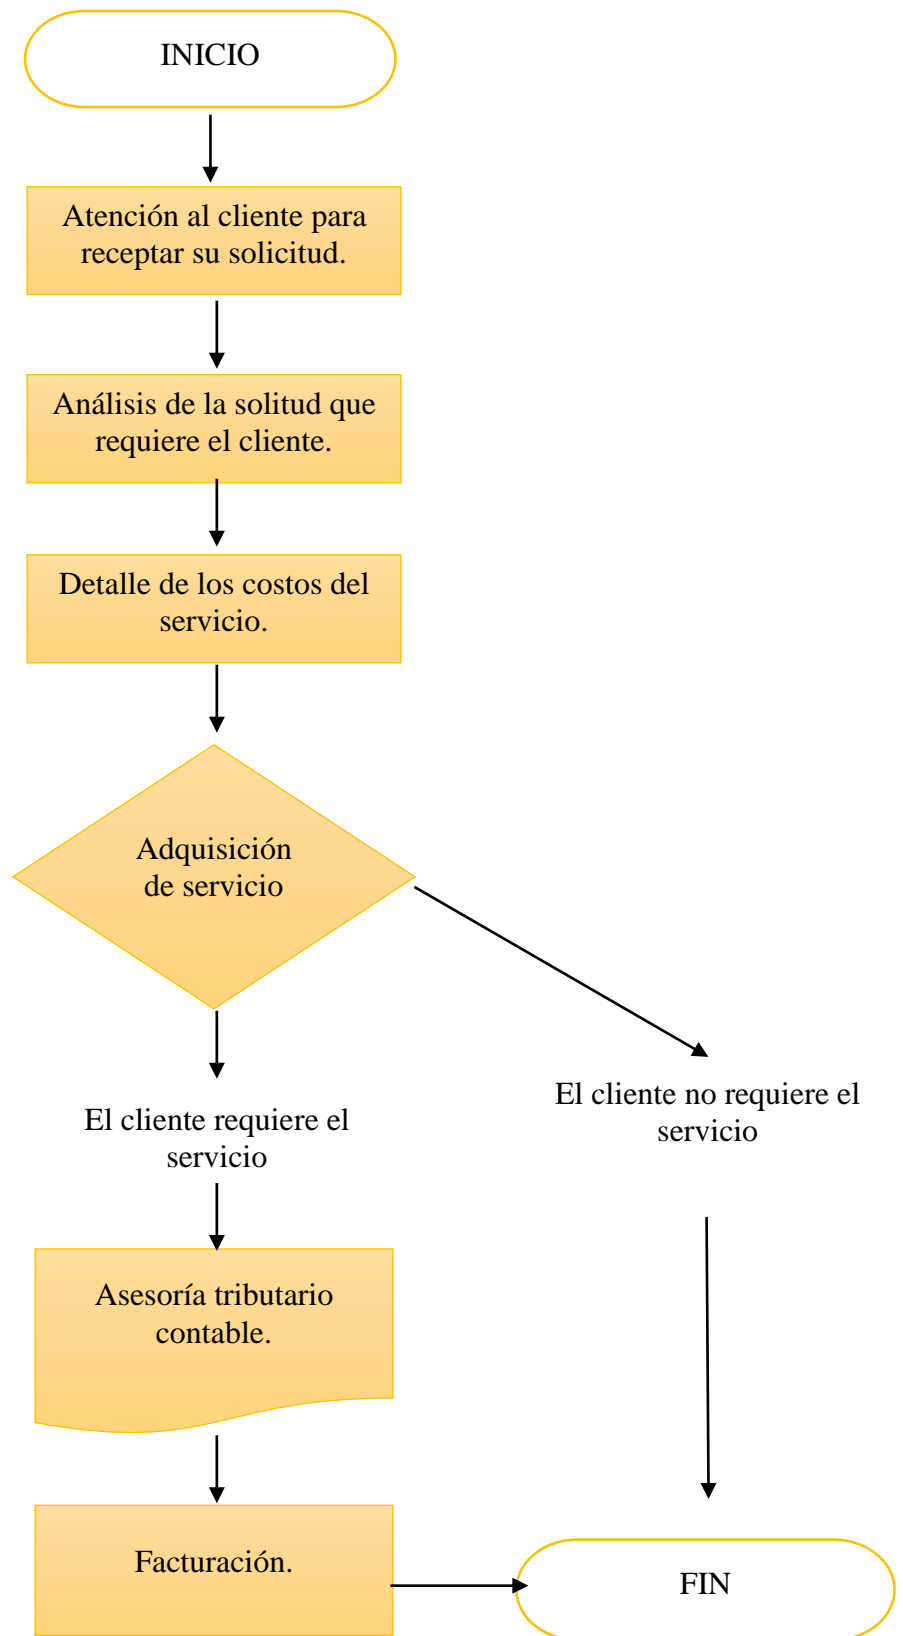 INICIO
Atención al cliente para
receptar su solicitud.
Análisis de la solitud que
requiere el cliente.
Detalle de los costos del
servicio.
Adquisición
de servicio
El cliente requiere el
servicio
El cliente no requiere el
servicio
Asesoría tributario
contable.
Facturación.
FIN